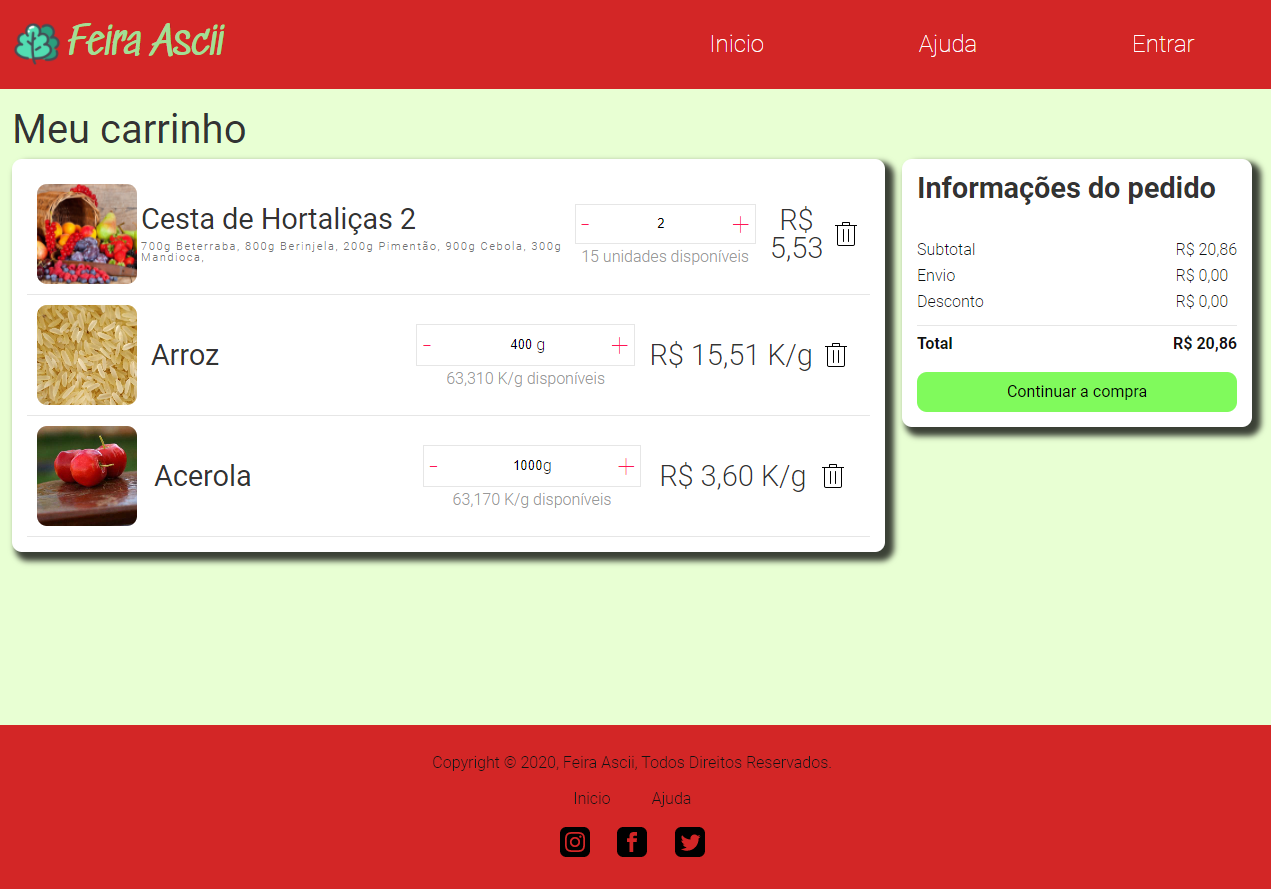 Feira Ascii
Inicio
Ajuda
Entrar
Meu carrinho
Cesta de Hortaliças 2
700g Beterraba, 800g Berinjela, 200g Pimentão, 900g Cebola, 300g
Mandioca,
- 2 +
15 unidades disponíveis
R$
5,53
Arroz
- 400 g +
63,310 K/g disponíveis
R$ 15,51 K/g
Acerola
- 1000g +
63,170 K/g disponíveis
R$ 3,60 K/g
Informações do pedido
Subtotal R$ 20,86
Envio R$ 0,00
Desconto R$ 0,00
Total R$ 20,86
Continuar a compra
Copyright © 2020, Feira Ascii, Todos Direitos Reservados.
Inicio Ajuda